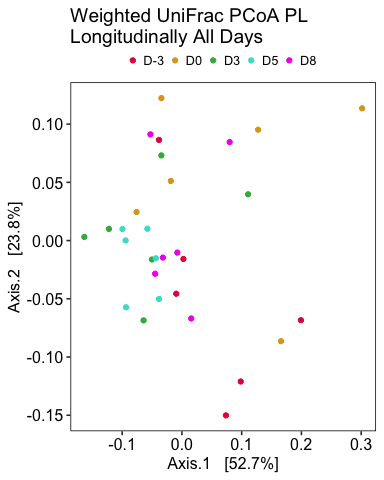 Weighted UniFrac PCoA PL
Longitudinally All Days
D-3 D0 D3 D5 D8
0.10
0.05
0.00
-0.05
-0.10
-0.15
Axis.2 [23.8%]
-0.1 0.0 0.1 0.2 0.3
Axis.1 [52.7%]